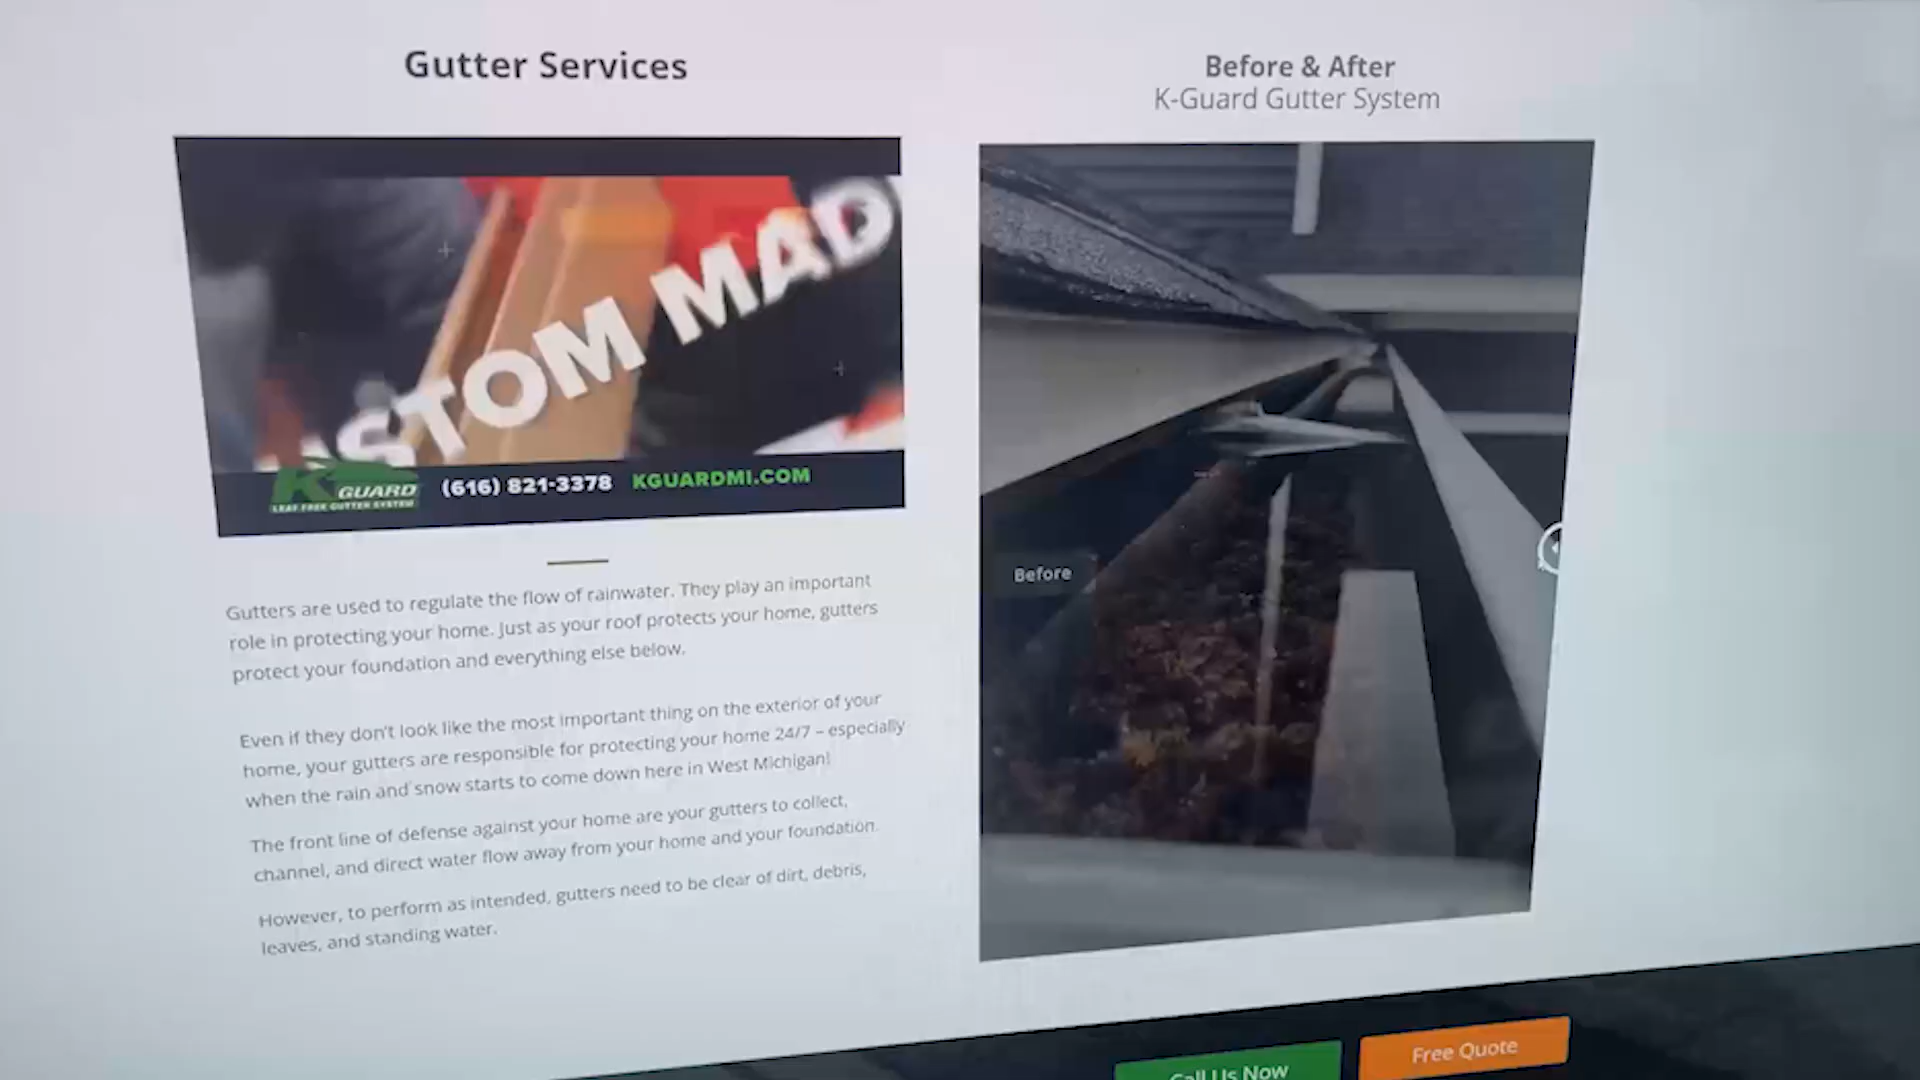 Gutter Services
STOM MAD
K GUARD
LEAF FREE GUTTER SYSTEM
(616) 821-3378 KGUARDMI.COM
Gutters are used to regulate the flow of rainwater. They play an important
role in protecting your home. Just as your roof protects your home, gutters
protect your foundation and everything else below.
Even if they don't look like the most important thing on the exterior of your
home, your gutters are responsible for protecting your home 24/7 – especially
when the rain and snow starts to come down here in West Michigan!
The front line of defense against your home are your gutters to collect,
channel, and direct water flow away from your home and your foundation.
However, to perform as intended, gutters need to be clear of dirt, debris,
leaves, and standing water.
Before & After
K-Guard Gutter System
Before
Call Us Now
Free Quote